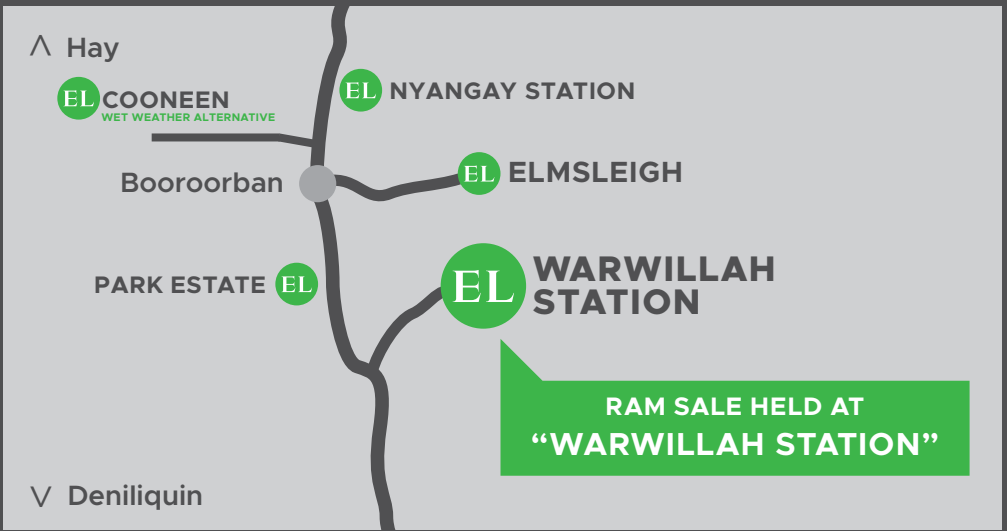 Hay
EL COONEEN
WET WEATHER ALTERNATIVE
EL NYANGAY STATION
Booroorban
EL ELMSLEIGH
PARK ESTATE EL
EL WARWILLAH
STATION
RAM SALE HELD AT
“WARWILLAH STATION”
Deniliquin